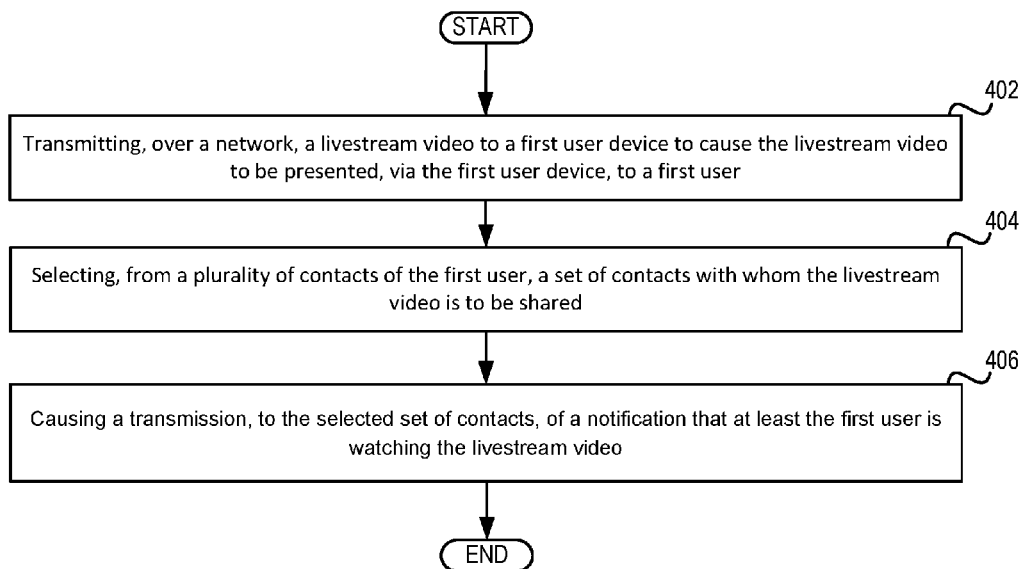 START
402
Transmitting, over a network, a livestream video to a first user device to cause the livestream video
to be presented, via the first user device, to a first user
404
Selecting, from a plurality of contacts of the first user, a set of contacts with whom the livestream
video is to be shared
406
Causing a transmission, to the selected set of contacts, of a notification that at least the first user is
watching the livestream video
END